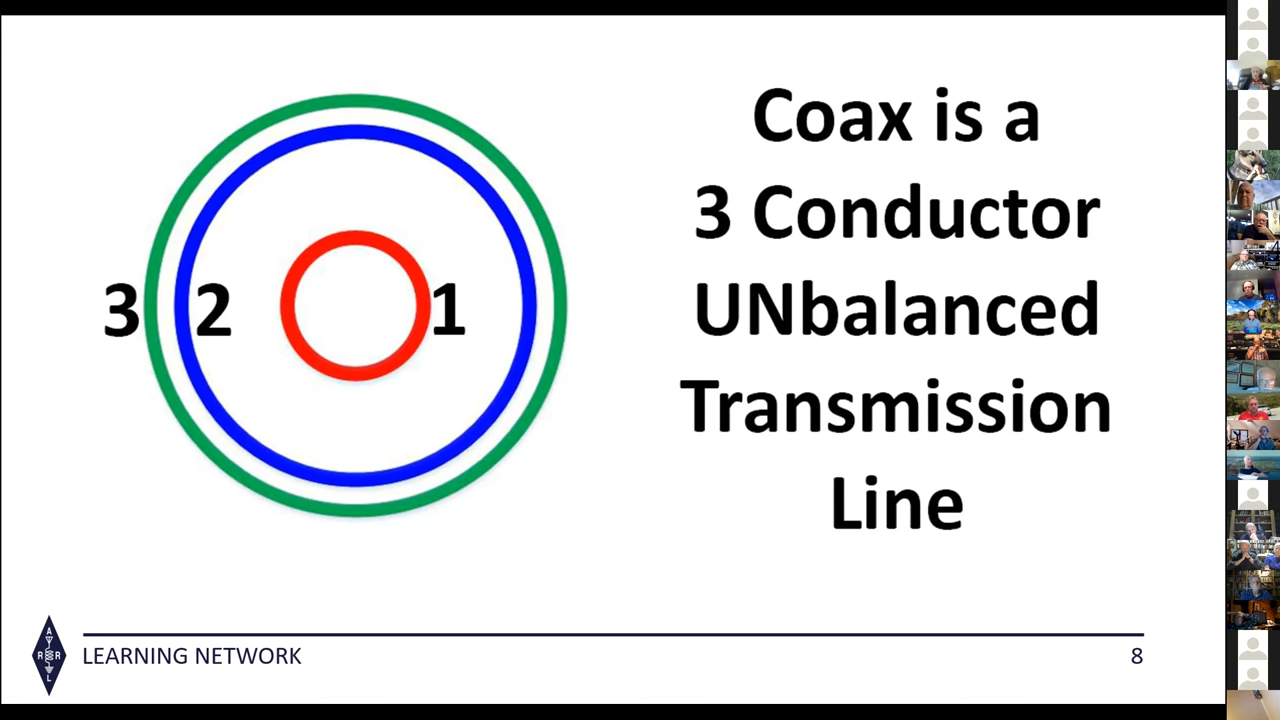 Coax is a
3 Conductor
UNbalanced
Transmission
Line
3 2 1
A
R R
L
LEARNING NETWORK
8